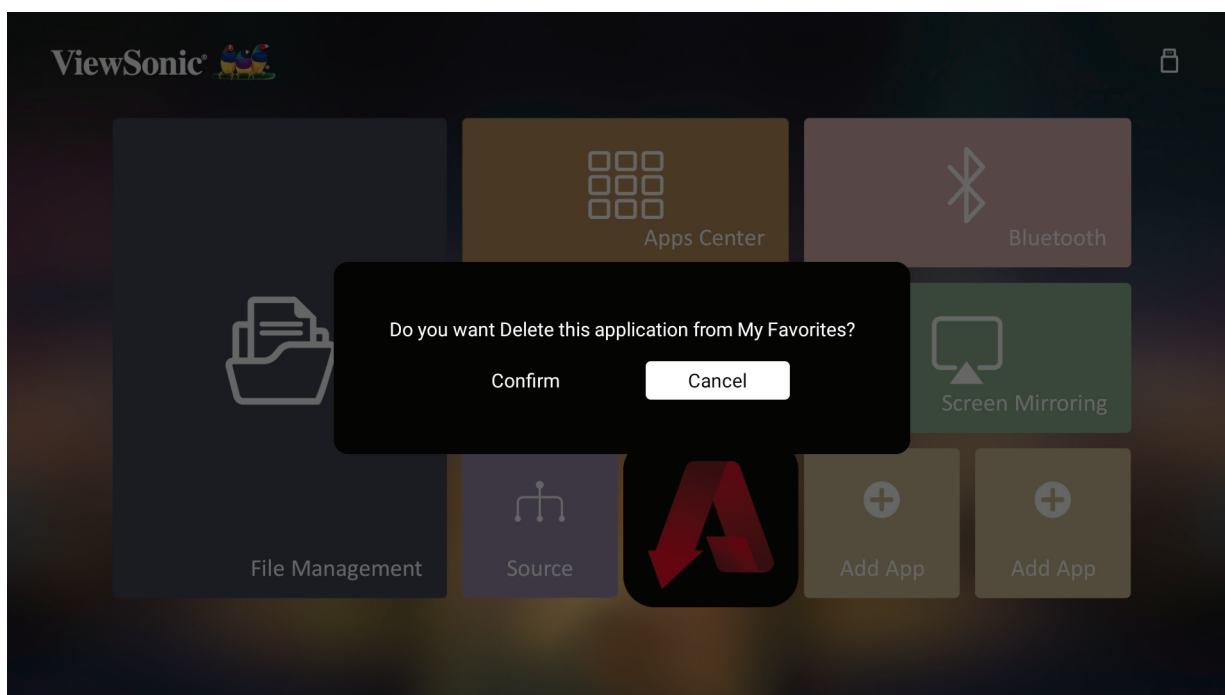 ViewSonic®
Apps Center
Bluetooth
Do you want Delete this application from My Favorites?
Confirm
Cancel
Screen Mirroring
File Management
Source
Add App
Add App